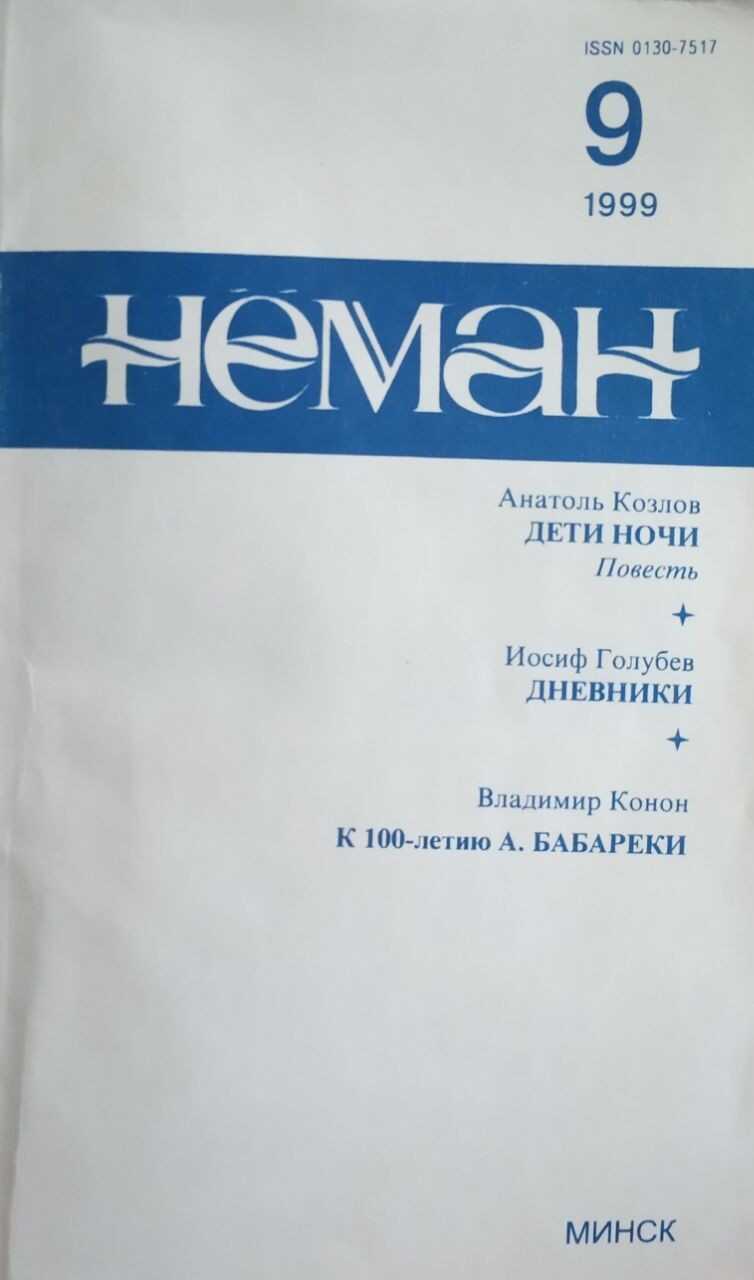 ISSN 0130-7517
9
1999
Нёман
Анатоль Козлов
ДЕТИ НОЧИ
Повесть
Иосиф Голубев
ДНЕВНИКИ
Владимир Конон
К 100-летию А. БАБАРЕКИ
МИНСК